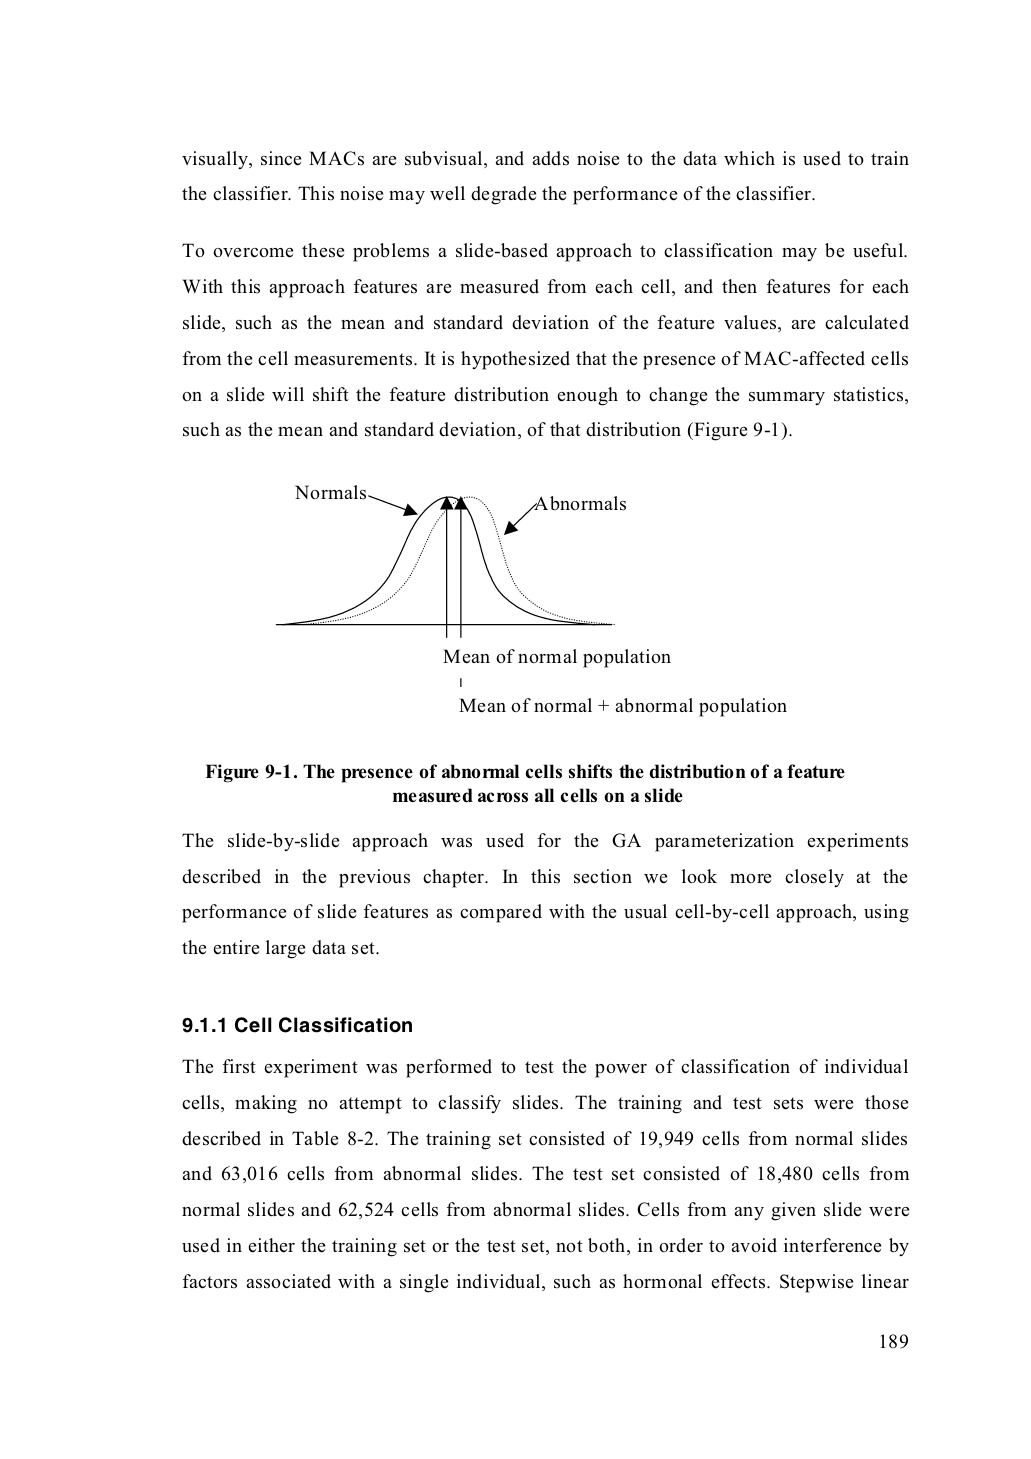 visually, since MACs are subvisual, and adds noise to the data which is used to train
the classifier. This noise may well degrade the performance of the classifier.
To overcome these problems a slide-based approach to classification may be useful.
With this approach features are measured from each cell, and then features for each
slide, such as the mean and standard deviation of the feature values, are calculated
from the cell measurements. It is hypothesized that the presence of MAC-affected cells
on a slide will shift the feature distribution enough to change the summary statistics,
such as the mean and standard deviation, of that distribution (Figure 9-1).
Normals
Abnormals
Mean of normal population
Mean of normal + abnormal population
Figure 9-1. The presence of abnormal cells shifts the distribution of a feature
measured across all cells on a slide
The slide-by-slide approach was used for the GA parameterization experiments
described in the previous chapter. In this section we look more closely at the
performance of slide features as compared with the usual cell-by-cell approach, using
the entire large data set.
9.1.1 Cell Classification
The first experiment was performed to test the power of classification of individual
cells, making no attempt to classify slides. The training and test sets were those
described in Table 8-2. The training set consisted of 19,949 cells from normal slides
and 63,016 cells from abnormal slides. The test set consisted of 18,480 cells from
normal slides and 62,524 cells from abnormal slides. Cells from any given slide were
used in either the training set or the test set, not both, in order to avoid interference by
factors associated with a single individual, such as hormonal effects. Stepwise linear
189